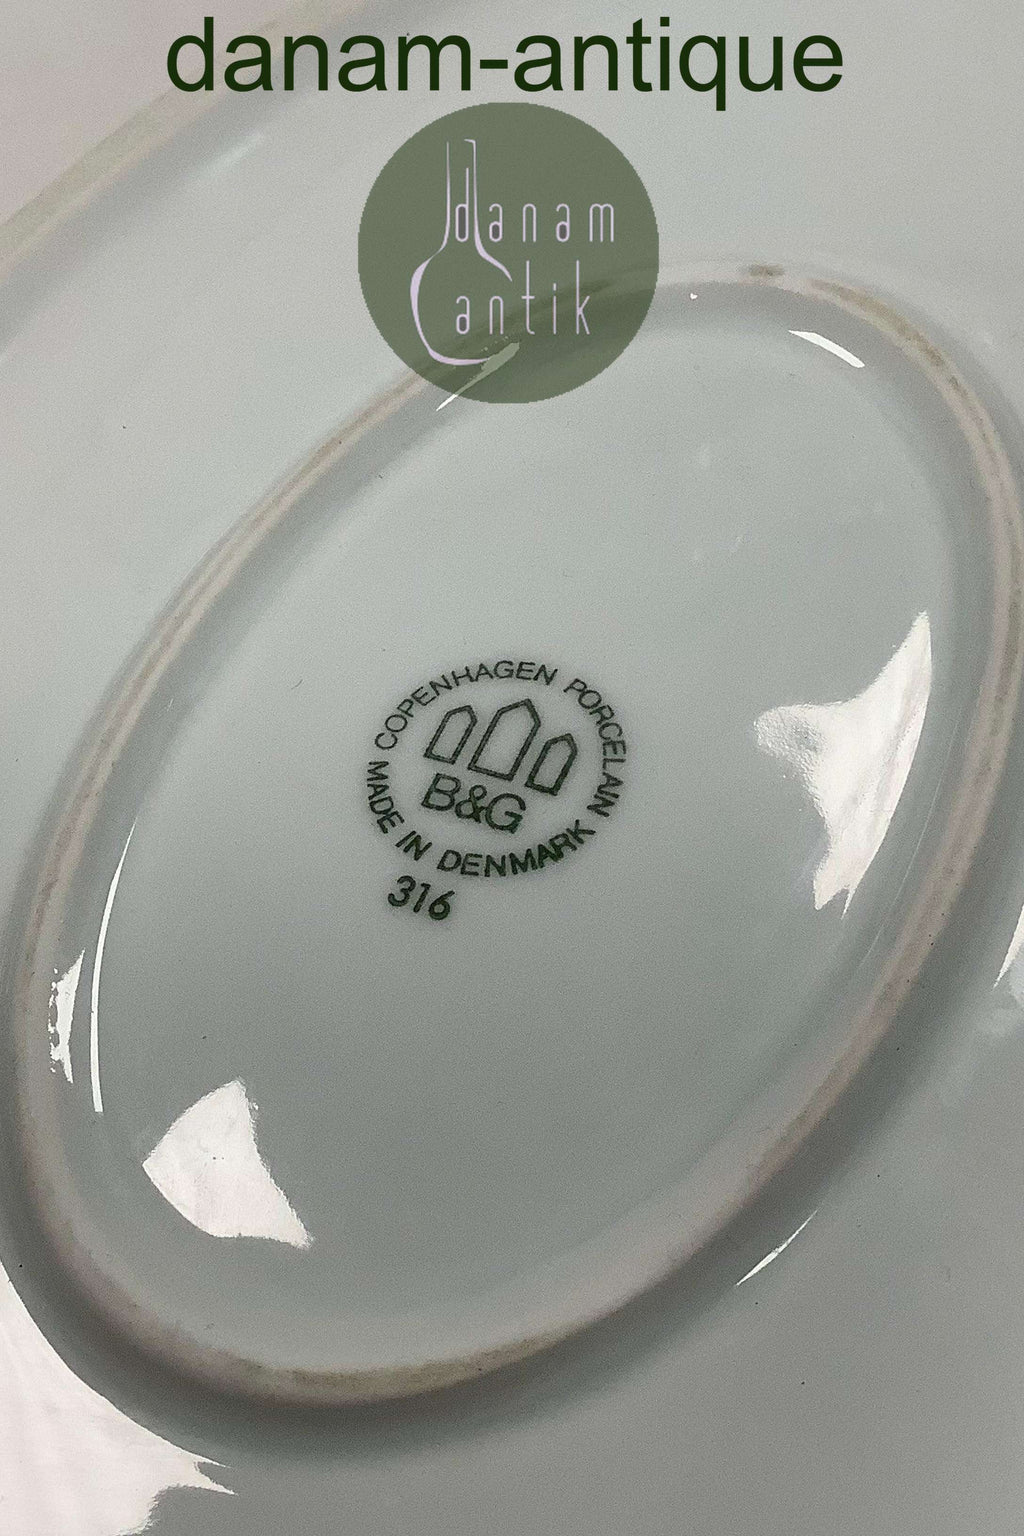 danam-antique
danam
antik
COPENHAGEN PORCELAIN
B&G
MADE IN DENMARK
316